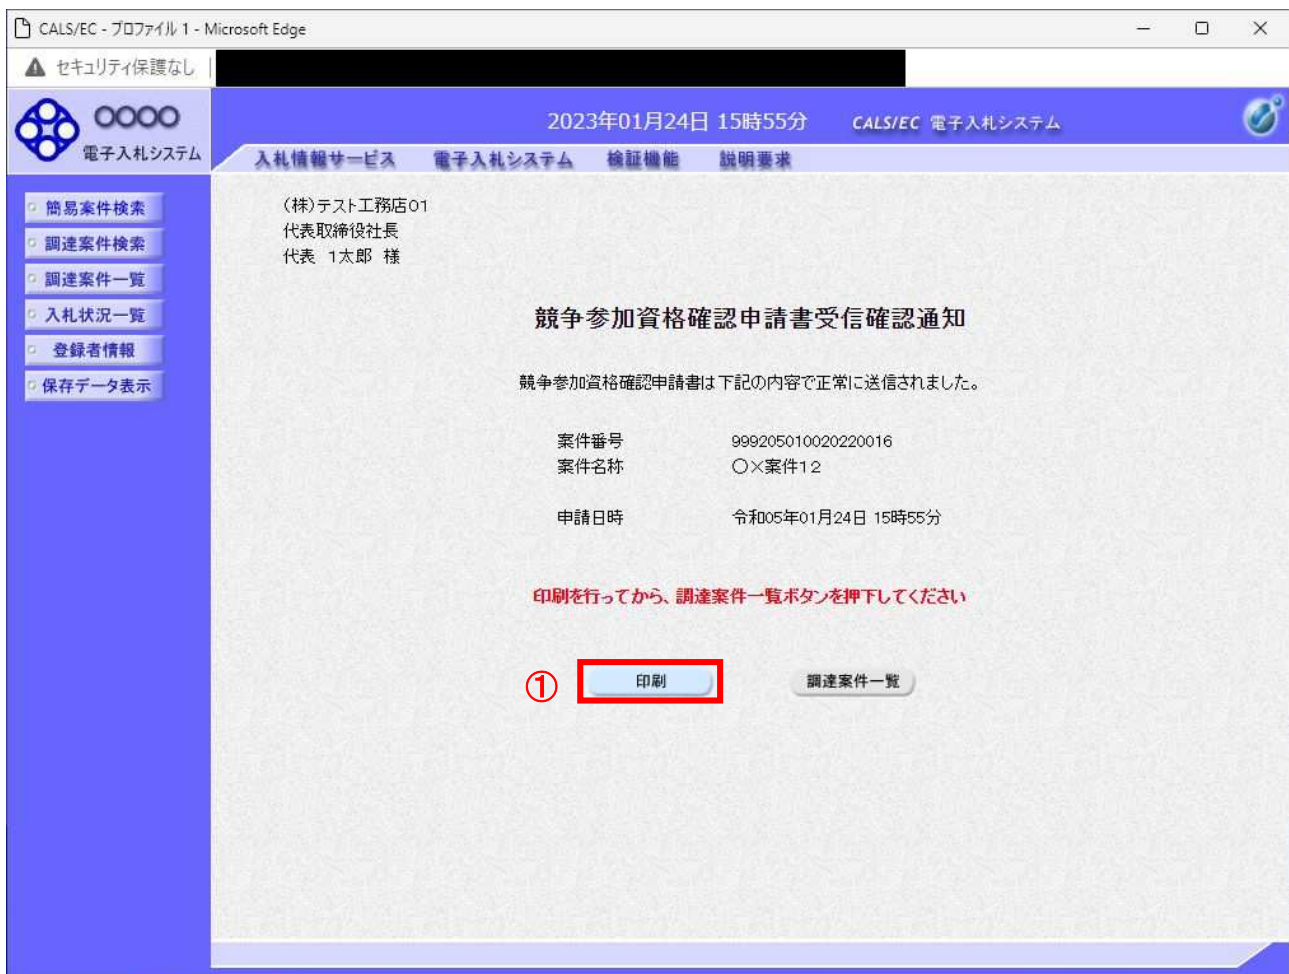 CALS/EC - プロファイル 1 - Microsoft Edge
セキュリティ保護なし
○○○○
電子入札システム
2023年01月24日 15時55分
CALS/EC 電子入札システム
入札情報サービス 電子入札システム 検証機能 説明要求
簡易案件検索
調達案件検索
調達案件一覧
入札状況一覧
登録者情報
保存データ表示
(株)テスト工務店01
代表取締役社長
代表 1太郎 様
競争参加資格確認申請書受信確認通知
競争参加資格確認申請書は下記の内容で正常に送信されました。
案件番号 999205010020220016
案件名称 〇×案件12
申請日時 令和05年01月24日 15時55分
印刷を行ってから、調達案件一覧ボタンを押下してください
① 印刷 調達案件一覧